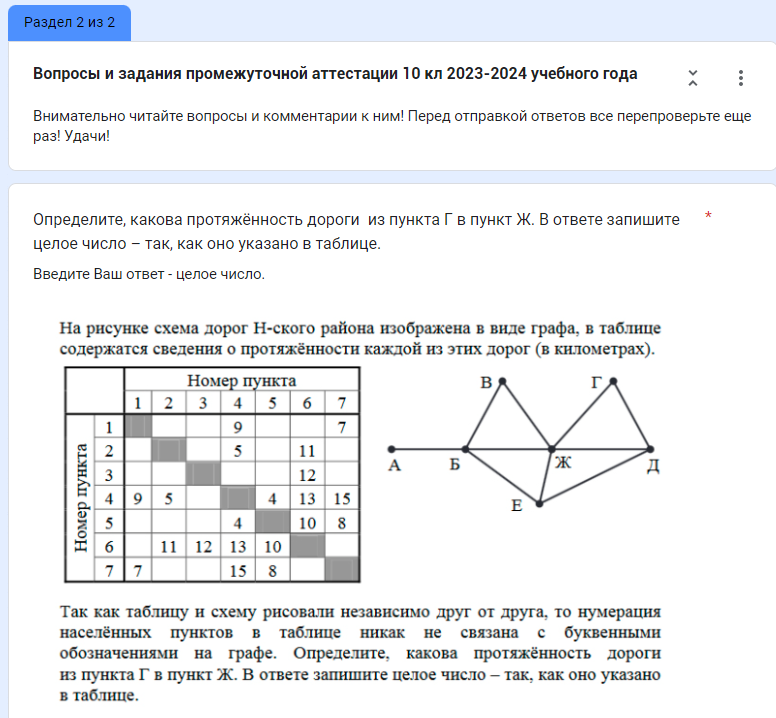 Раздел 2 из 2
Вопросы и задания промежуточной аттестации 10 кл 2023-2024 учебного года
Внимательно читайте вопросы и комментарии к ним! Перед отправкой ответов все перепроверьте еще
раз! Удачи!
Определите, какова протяжённость дороги из пункта Г в пункт Ж. В ответе запишите *
целое число – так, как оно указано в таблице.
Введите Ваш ответ - целое число.
На рисунке схема дорог Н-ского района изображена в виде графа, в таблице
содержатся сведения о протяжённости каждой из этих дорог (в километрах).
Номер пункта
1 2 3 4 5 6 7
Номер пункта
1 9 7
2 5 11
3 12
4 9 5 4 13 15
5 4 10 8
6 11 12 13 10
7 7 15 8
В Г
А Б Ж Д
Е
Так как таблицу и схему рисовали независимо друг от друга, то нумерация
населённых пунктов в таблице никак не связана с буквенными
обозначениями на графе. Определите, какова протяжённость дороги
из пункта Г в пункт Ж. В ответе запишите целое число – так, как оно указано
в таблице.